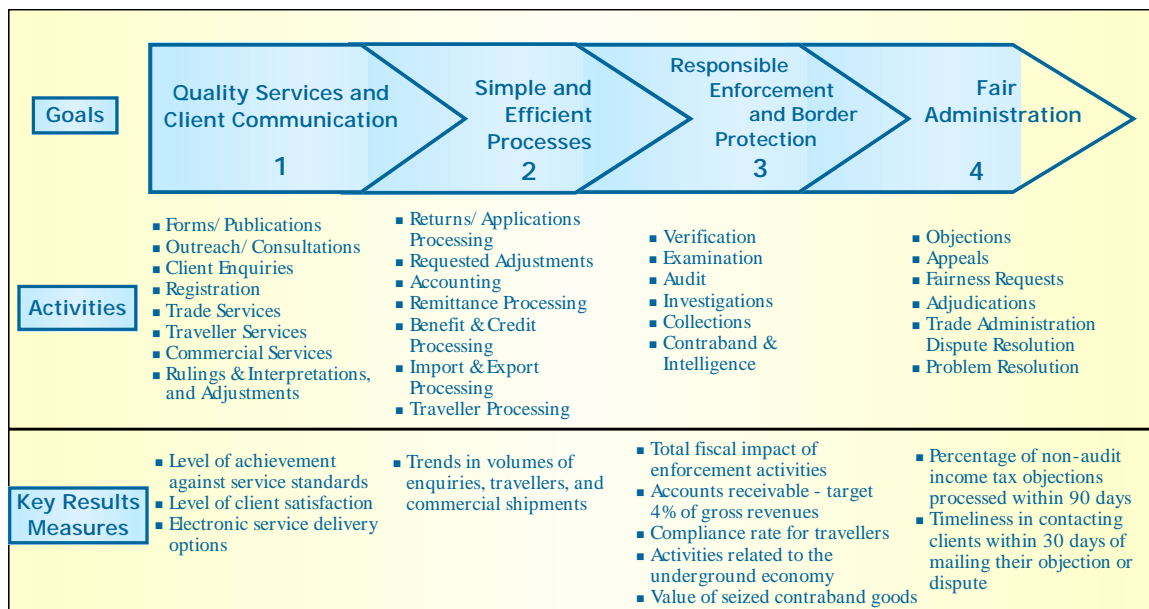 Goals
Quality Services and
Client Communication
1
Simple and
Efficient
Processes
2
Responsible
Enforcement
and Border
Protection
3
Fair
Administration
4
Activities
■ Forms/ Publications
■ Outreach/ Consultations
■ Client Enquiries
■ Registration
■ Trade Services
■ Traveller Services
■ Commercial Services
■ Rulings & Interpretations,
and Adjustments
■ Returns/ Applications
Processing
■ Requested Adjustments
■ Accounting
■ Remittance Processing
■ Benefit & Credit
Processing
■ Import & Export
Processing
■ Traveller Processing
■ Verification
■ Examination
■ Audit
■ Investigations
■ Collections
■ Contraband &
Intelligence
■ Objections
■ Appeals
■ Fairness Requests
■ Adjudications
■ Trade Administration
Dispute Resolution
■ Problem Resolution
Key Results
Measures
■ Level of achievement
against service standards
■ Level of client satisfaction
■ Electronic service delivery
options
■ Trends in volumes of
enquiries, travellers, and
commercial shipments
■ Total fiscal impact of
enforcement activities
■ Accounts receivable - target
4% of gross revenues
■ Compliance rate for travellers
■ Activities related to the
underground economy
■ Value of seized contraband goods
■ Percentage of non-audit
income tax objections
processed within 90 days
■ Timeliness in contacting
clients within 30 days of
mailing their objection or
dispute